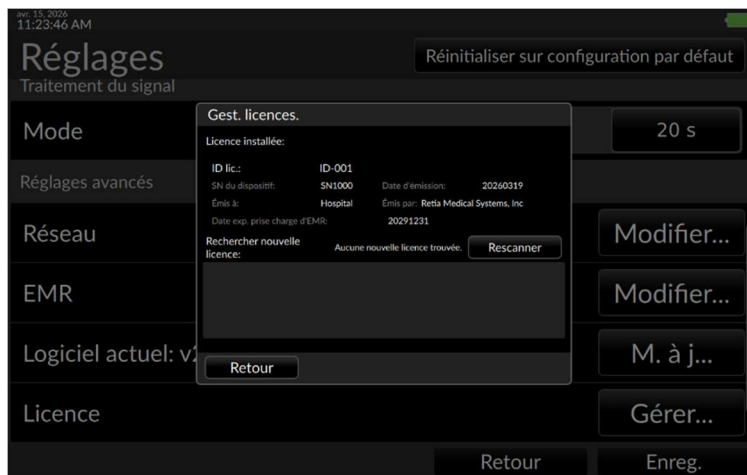 avr. 15, 2026
11:23:46 AM
Réglages
Réinitialiser sur configuration par défaut
Traitement du signal
Mode
20 s
Réglages avancés
Réseau
Modifier...
EMR
Modifier...
Logiciel actuel:
M. à j...
Licence
Gérer...
Retour
Enreg.
Gest. licences.
Licence installée:
ID lic.: ID-001
SN du dispositif: SN1000 Date d'émission: 20260319
Émis à: Hospital Émis par: Retia Medical Systems, Inc
Date exp. prise charge d'EMR: 20291231
Rechercher nouvelle
licence:
Aucune nouvelle licence trouvée.
Rescanner
Retour